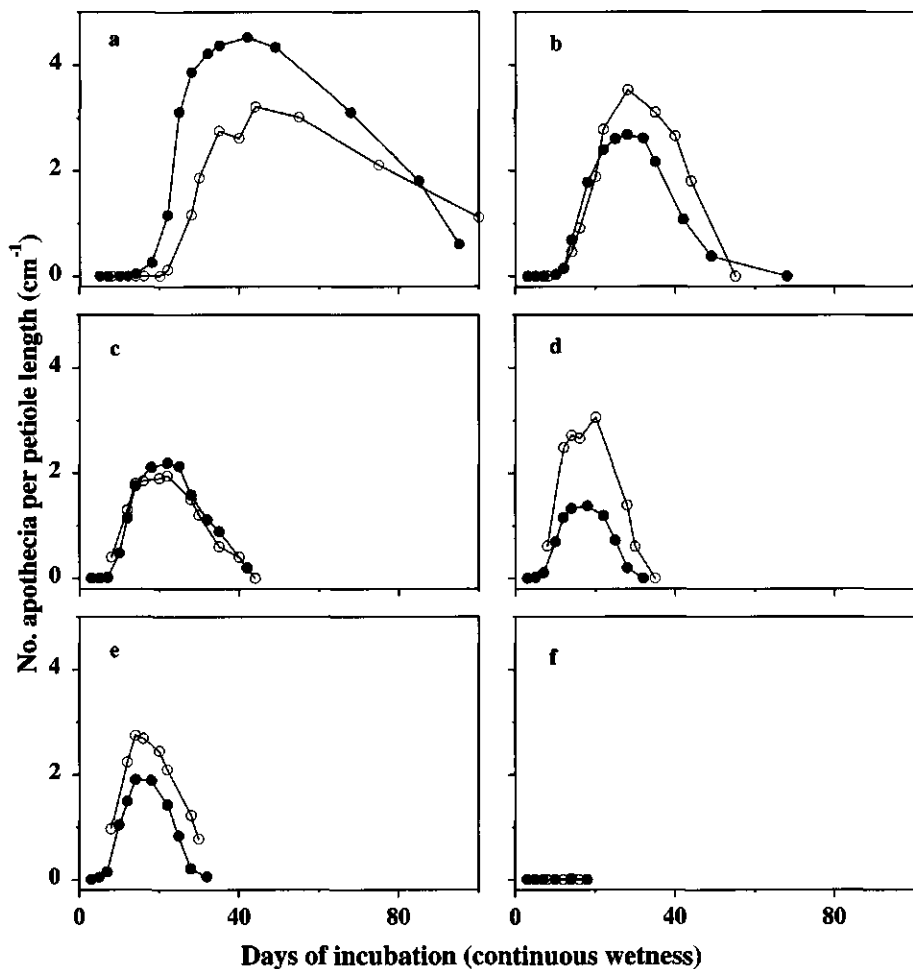 a
b
4
2
0
c
d
4
2
0
e
f
4
2
0
0
40
80
0
40
80
No. apothecia per petiole length (cm⁻¹)
Days of incubation (continuous wetness)